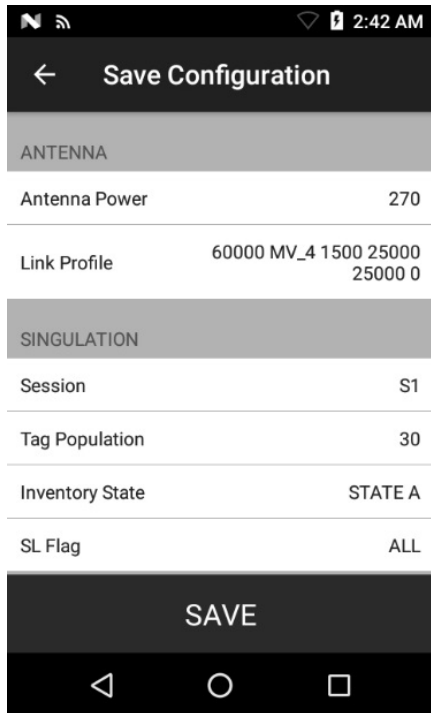 2:42 AM
Save Configuration
ANTENNA
Antenna Power 270
Link Profile 60000 MV_4 1500 25000
25000 0
SINGULATION
Session S1
Tag Population 30
Inventory State STATE A
SL Flag ALL
SAVE